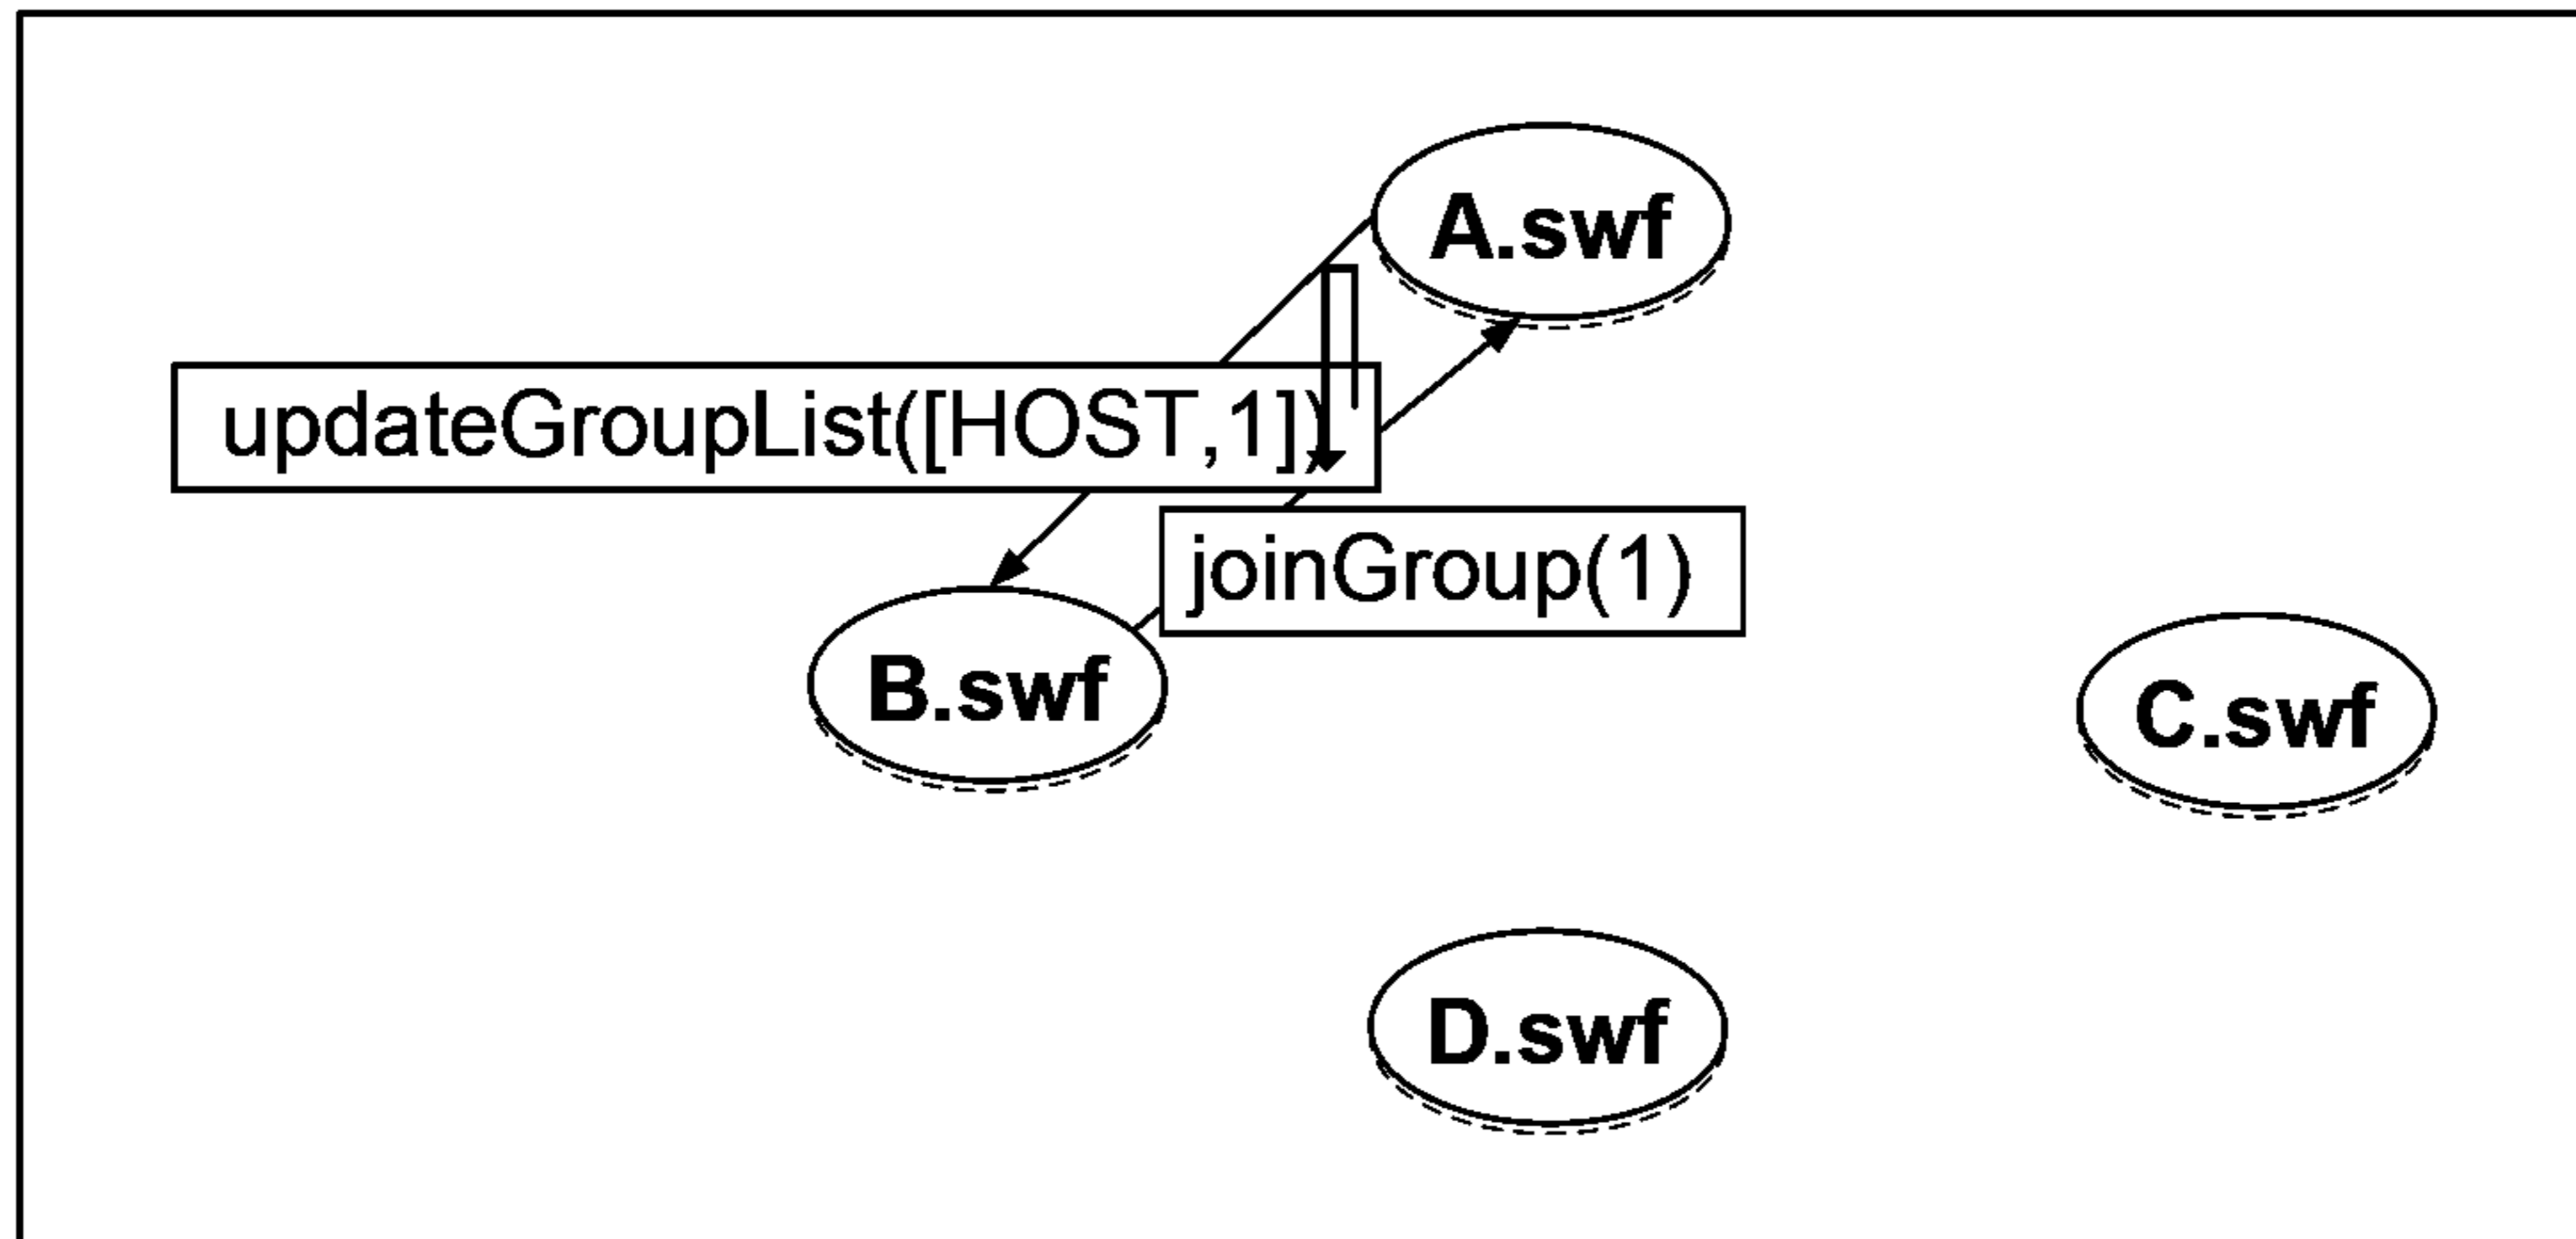 A.swf
updateGroupList([HOST,1])
joinGroup(1)
B.swf
C.swf
D.swf